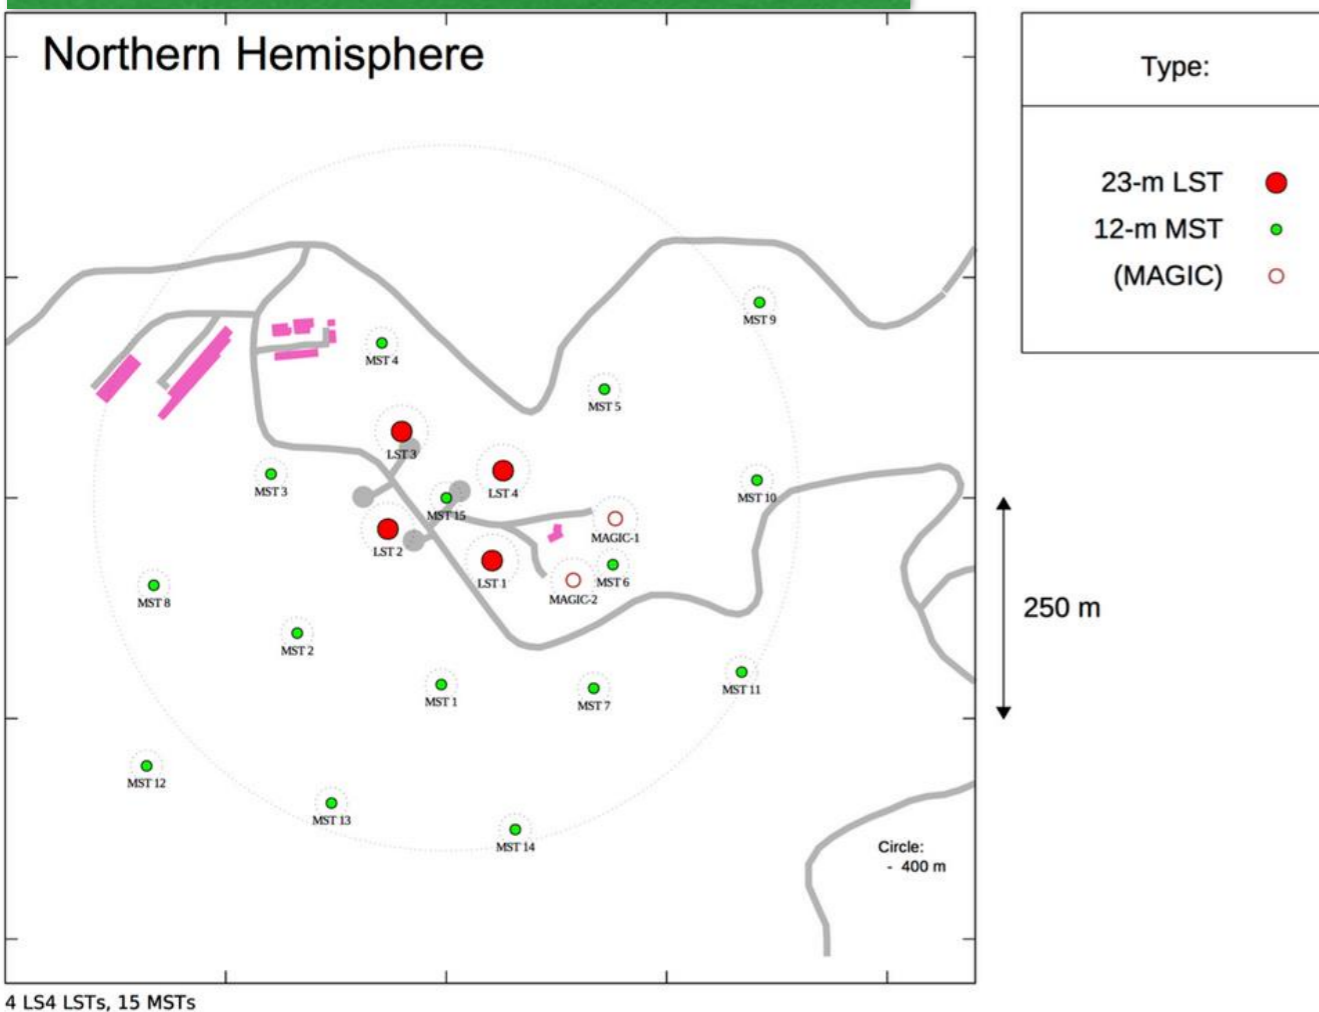 Northern Hemisphere
Type:
23-m LST
12-m MST
(MAGIC)
MST 9
MST 4
MST 5
LST 3
MST 3
LST 4
MST 10
MST 15
MAGIC-1
LST 2
LST 1
MST 6
MAGIC-2
MST 8
250 m
MST 2
MST 11
MST 1
MST 7
MST 12
MST 13
MST 14
Circle:
- 400 m
4 LS4 LSTs, 15 MSTs